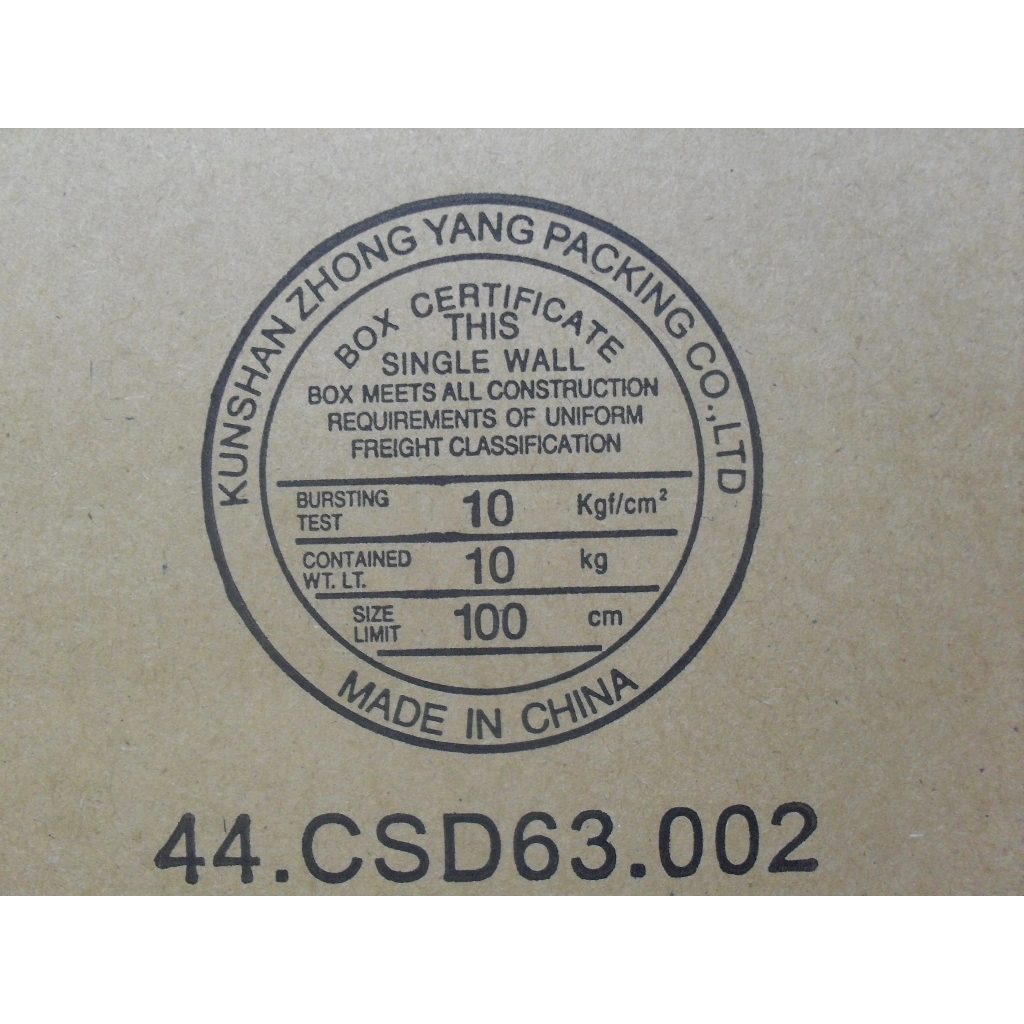 KUNSHAN ZHONG YANG PACKING CO.,LTD
BOX CERTIFICATE
THIS
SINGLE WALL
BOX MEETS ALL CONSTRUCTION
REQUIREMENTS OF UNIFORM
FREIGHT CLASSIFICATION
BURSTING TEST 10 Kgf/cm²
CONTAINED WT. LT. 10 kg
SIZE LIMIT 100 cm
MADE IN CHINA
44.CSD63.002